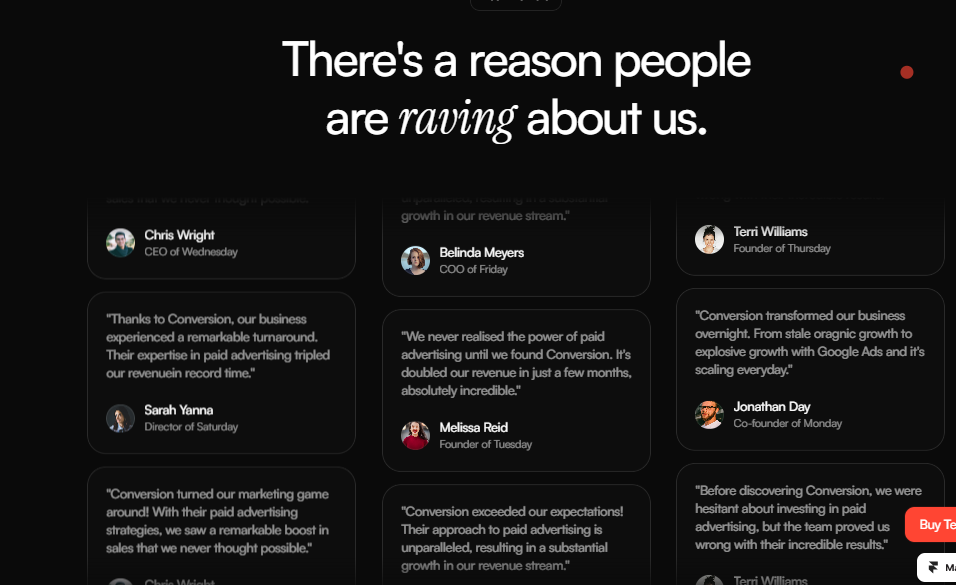 There's a reason people
are raving about us.
sales that we never thought possible."
Chris Wright
CEO of Wednesday
"Thanks to Conversion, our business
experienced a remarkable turnaround.
Their expertise in paid advertising tripled
our revenuein record time."
Sarah Yanna
Director of Saturday
"Conversion turned our marketing game
around! With their paid advertising
strategies, we saw a remarkable boost in
sales that we never thought possible."
Chris Wright
unparalleled, resulting in a substantial
growth in our revenue stream."
Belinda Meyers
COO of Friday
"We never realised the power of paid
advertising until we found Conversion. It's
doubled our revenue in just a few months,
absolutely incredible."
Melissa Reid
Founder of Tuesday
"Conversion exceeded our expectations!
Their approach to paid advertising is
unparalleled, resulting in a substantial
growth in our revenue stream."
Terri Williams
Founder of Thursday
"Conversion transformed our business
overnight. From stale oragnic growth to
explosive growth with Google Ads and it's
scaling everyday."
Jonathan Day
Co-founder of Monday
"Before discovering Conversion, we were
hesitant about investing in paid
advertising, but the team proved us
wrong with their incredible results."
Terri Williams
Buy Te
Ma